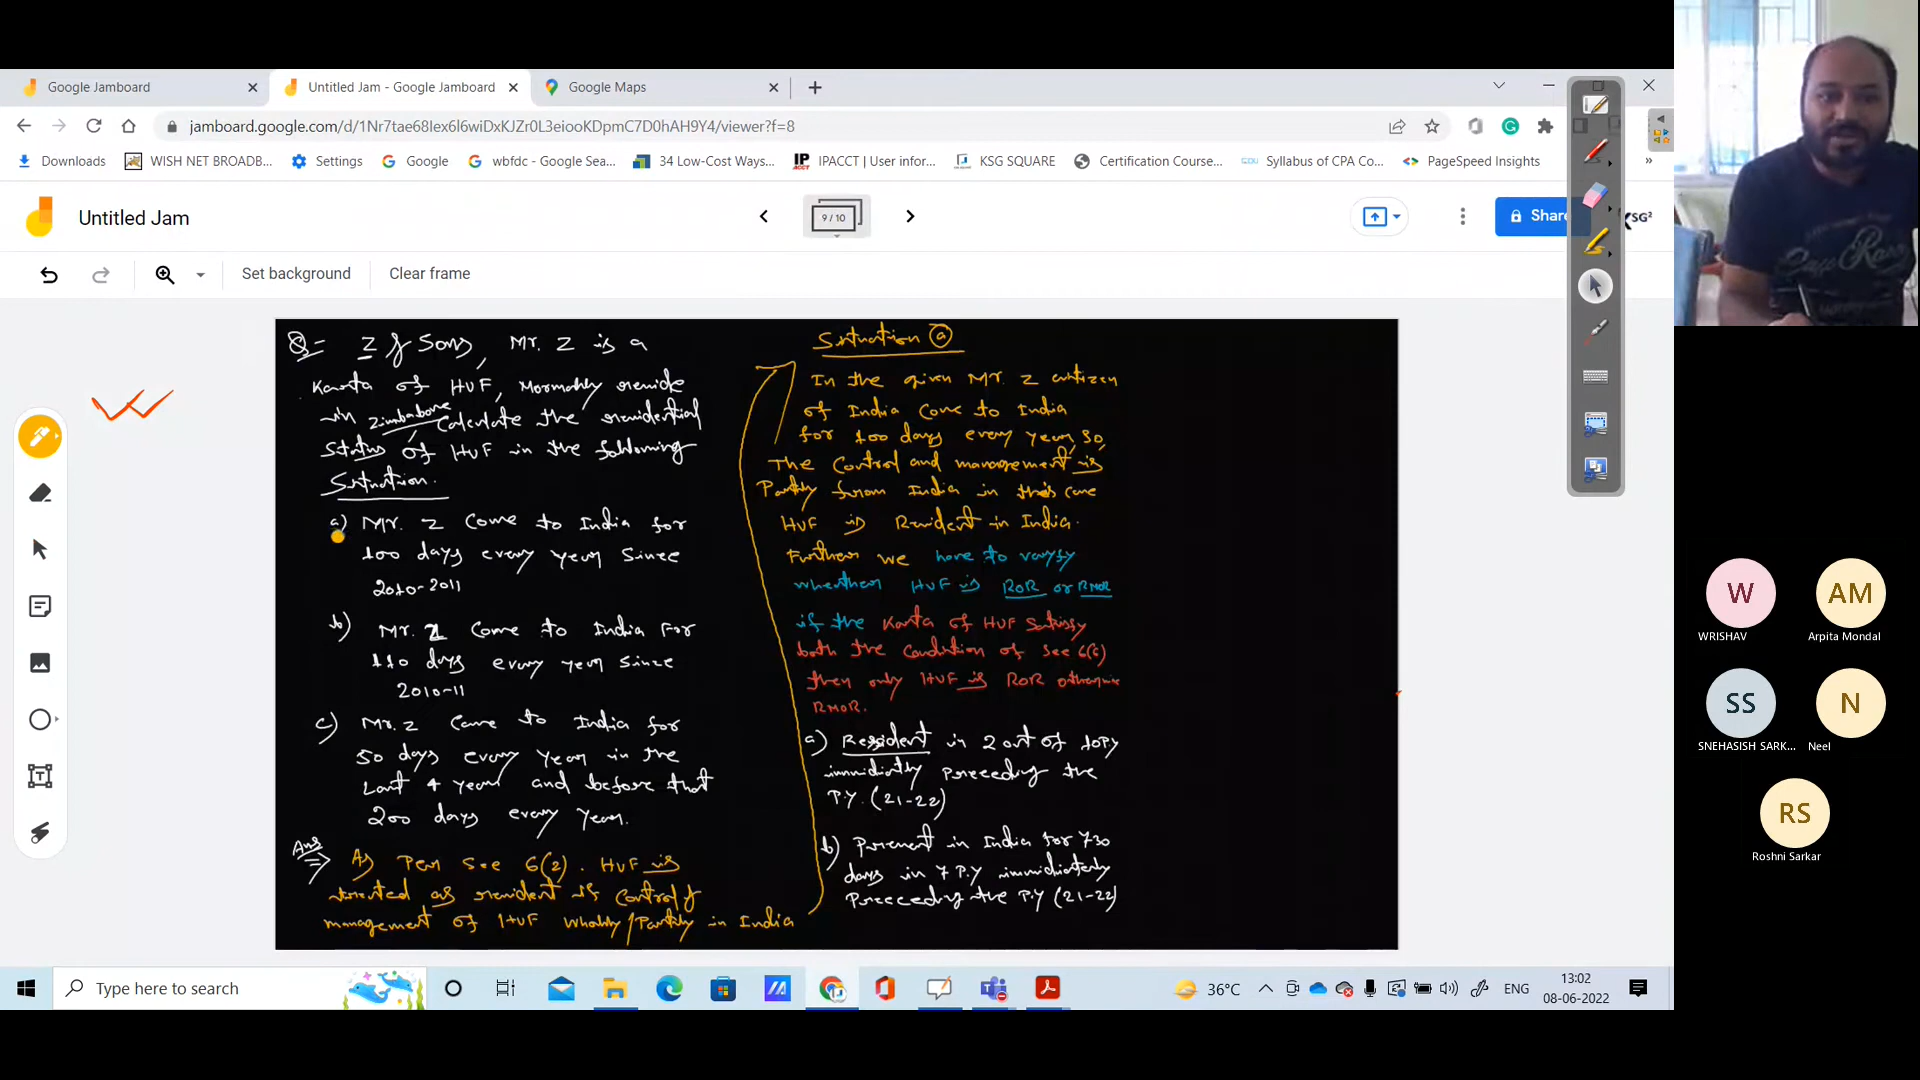 Google Jamboard
Untitled Jam - Google Jamboard
Google Maps
jamboard.google.com/d/1Nr7tae68Iex6l6wiDxKJZr0L3eiooKDpmC7D0hAH9Y4/viewer?f=8
Downloads
WISH NET BROADB...
Settings
Google
wbfdc - Google Sea...
34 Low-Cost Ways...
IPACCT | User infor...
KSG SQUARE
Certification Course...
Syllabus of CPA Co...
PageSpeed Insights
»
Untitled Jam
9 / 10
Share
KSG²
Set background
Clear frame
Q= Z & Sons, Mr. Z is a
Karta of HUF, Normally reside
in Zimbabwe, Calculate the residential
Status of HUF in the following
Situation.
a) Mr. Z Come to India for
100 days every year Since
2010-2011
b) Mr. Z Come to India For
110 days every year Since
2010-11
c) Mr. Z Came to India for
50 days every year in the
Last 4 year and before that
200 days every year.
Ans
As Per Sec 6(2). HUF is
treated as resident if Control &
management of HUF Wholly/Partly in India
Situation (a)
In the given Mr. Z citizen
of India Come to India
for 100 days every year, So,
The Control and management is
Partly from India in this case
HUF is Resident in India.
Further we have to varyfy
whether HUF is ROR or RNOR
if the Karta of HUF Satisfy
both the Condition of Sec 6(6)
then only HUF is ROR otherwise
RNOR.
a) Resident in 2 out of 10PY
immidiatly Preceeding the
P.Y. (21-22)
b) Present in India for 730
days in 7 P.Y immidiately
Preceeding the P.Y (21-22)
W
WRISHAV
AM
Arpita Mondal
SS
SNEHASISH SARK...
N
Neel
RS
Roshni Sarkar
Type here to search
36°C
ENG
13:02
08-06-2022